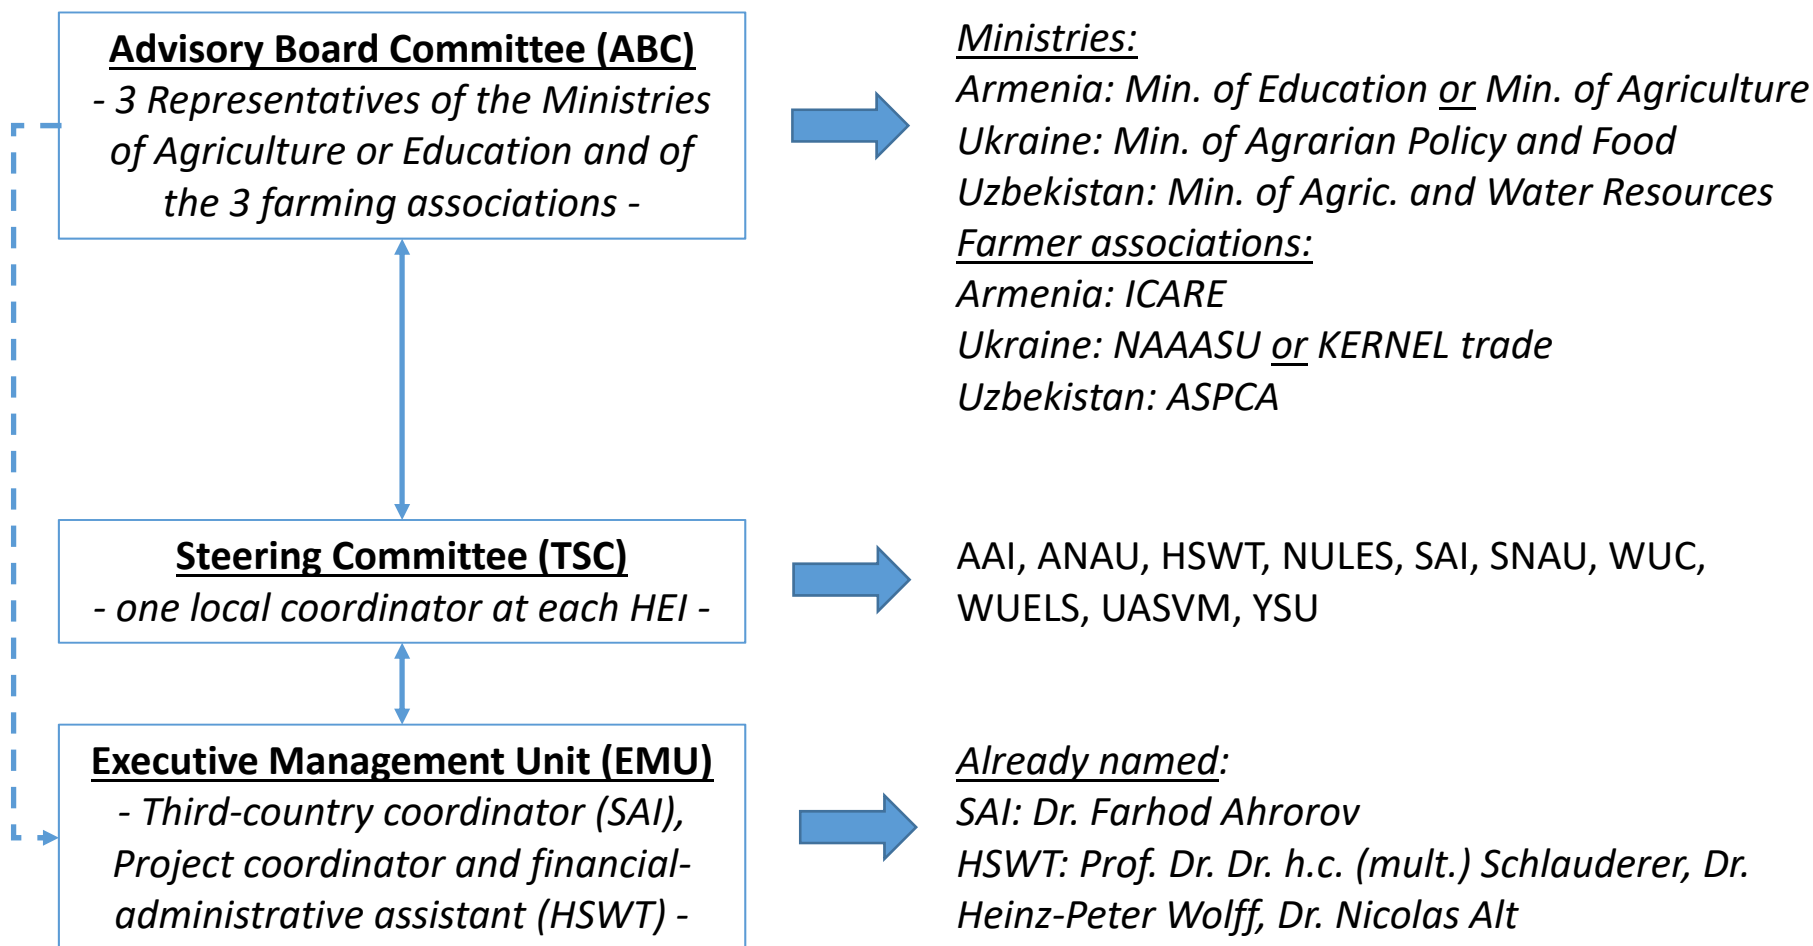 Advisory Board Committee (ABC)
- 3 Representatives of the Ministries
of Agriculture or Education and of
the 3 farming associations -
Ministries:
Armenia: Min. of Education or Min. of Agriculture
Ukraine: Min. of Agrarian Policy and Food
Uzbekistan: Min. of Agric. and Water Resources
Farmer associations:
Armenia: ICARE
Ukraine: NAAASU or KERNEL trade
Uzbekistan: ASPCA
Steering Committee (TSC)
- one local coordinator at each HEI -
AAI, ANAU, HSWT, NULES, SAI, SNAU, WUC,
WUELS, UASVM, YSU
Executive Management Unit (EMU)
- Third-country coordinator (SAI),
Project coordinator and financial-
administrative assistant (HSWT) -
Already named:
SAI: Dr. Farhod Ahrorov
HSWT: Prof. Dr. Dr. h.c. (mult.) Schlauderer, Dr.
Heinz-Peter Wolff, Dr. Nicolas Alt